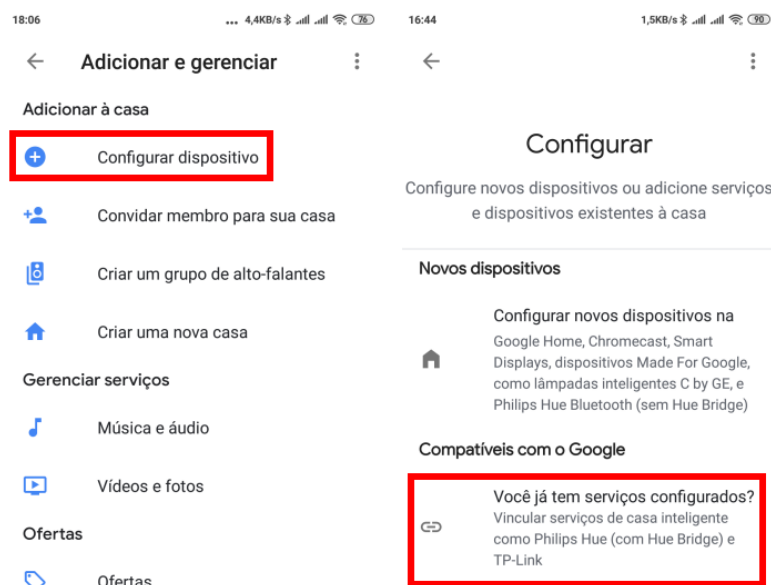 18:06
... 4,4KB/s 76
Adicionar e gerenciar
Adicionar à casa
Configurar dispositivo
Convidar membro para sua casa
Criar um grupo de alto-falantes
Criar uma nova casa
Gerenciar serviços
Música e áudio
Vídeos e fotos
Ofertas
Ofertas
16:44
1,5KB/s 90
Configurar
Configure novos dispositivos ou adicione serviços
e dispositivos existentes à casa
Novos dispositivos
Configurar novos dispositivos na
Google Home, Chromecast, Smart
Displays, dispositivos Made For Google,
como lâmpadas inteligentes C by GE, e
Philips Hue Bluetooth (sem Hue Bridge)
Compatíveis com o Google
Você já tem serviços configurados?
Vincular serviços de casa inteligente
como Philips Hue (com Hue Bridge) e
TP-Link